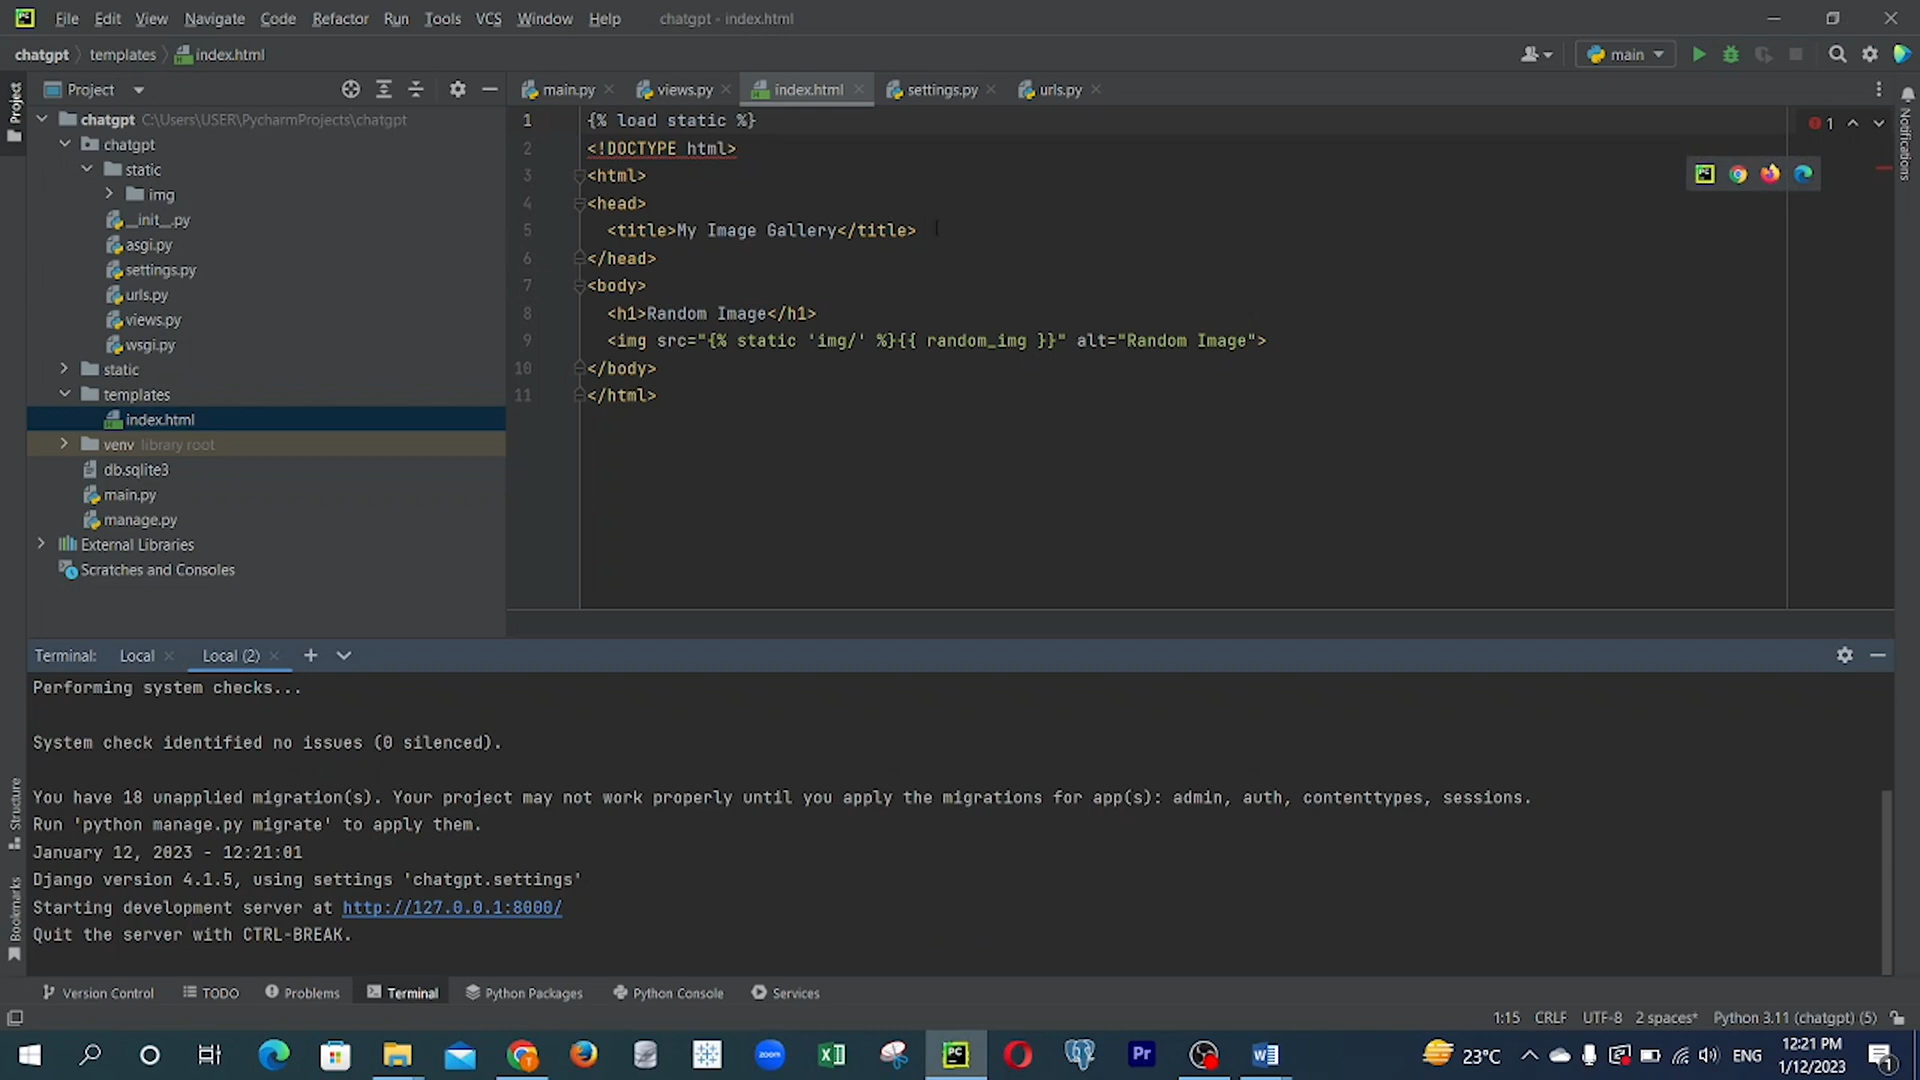 File Edit View Navigate Code Refactor Run Tools VCS Window Help chatgpt - index.html
chatgpt templates index.html main
Project main.py views.py index.html settings.py urls.py
Project
Notifications
chatgpt C:\Users\USER\PycharmProjects\chatgpt
chatgpt
static
img
__init__.py
asgi.py
settings.py
urls.py
views.py
wsgi.py
static
templates
index.html
venv library root
db.sqlite3
main.py
manage.py
External Libraries
Scratches and Consoles
1 {% load static %}
2 <!DOCTYPE html>
3 <html>
4 <head>
5 <title>My Image Gallery</title>
6 </head>
7 <body>
8 <h1>Random Image</h1>
9 <img src="{% static 'img/' %}{{ random_img }}" alt="Random Image">
10 </body>
11 </html>
1
Terminal: Local Local (2)
Performing system checks...
System check identified no issues (0 silenced).
You have 18 unapplied migration(s). Your project may not work properly until you apply the migrations for app(s): admin, auth, contenttypes, sessions.
Run 'python manage.py migrate' to apply them.
January 12, 2023 - 12:21:01
Django version 4.1.5, using settings 'chatgpt.settings'
Starting development server at http://127.0.0.1:8000/
Quit the server with CTRL-BREAK.
Structure
Bookmarks
Version Control TODO Problems Terminal Python Packages Python Console Services
1:15 CRLF UTF-8 2 spaces* Python 3.11 (chatgpt) (5)
zoom PC Pr 23°C ENG 12:21 PM
1/12/2023
1